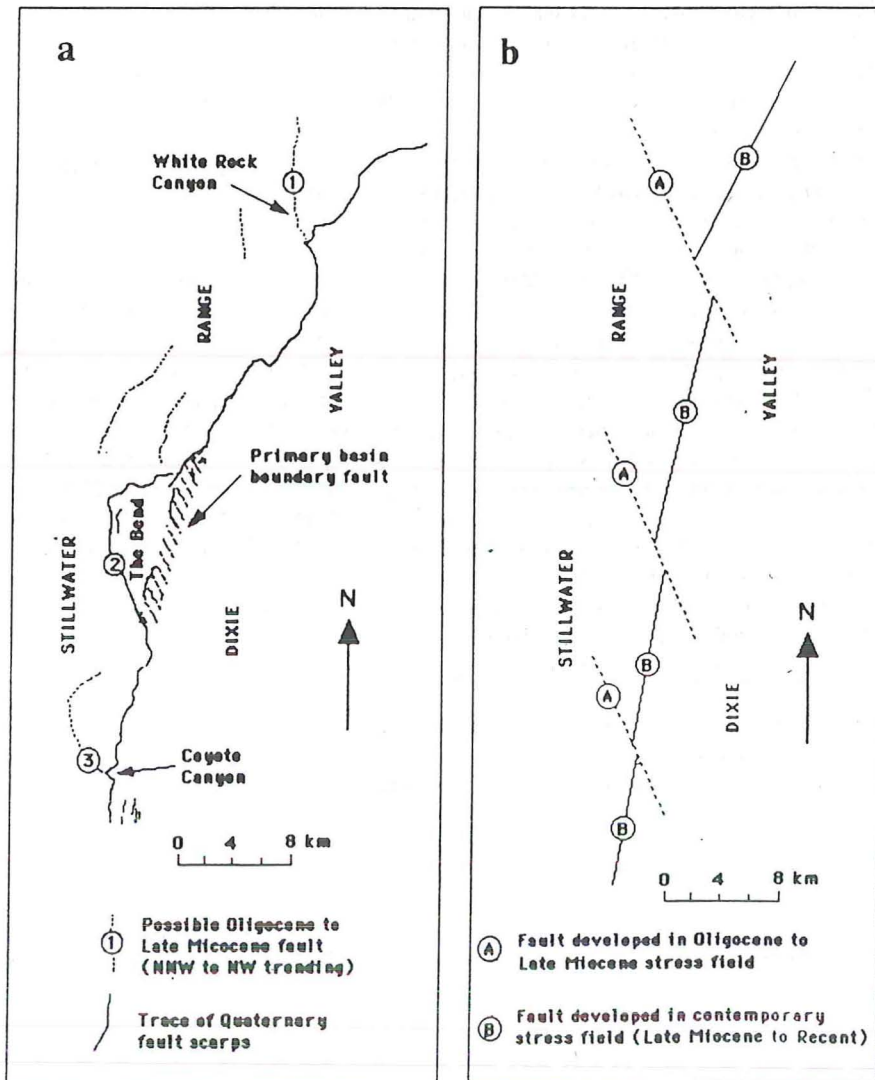 a
White Rock
Canyon
1
RANGE
VALLEY
Primary basin
boundary fault
The Bend
2
STILLWATER
DIXIE
N
3
Coyote
Canyon
0 4 8 km
1
Possible Oligocene to
Late Micocene fault
(NNW to NW trending)
Trace of Quaternary
fault scarps
b
B
A
RANGE
VALLEY
B
A
STILLWATER
N
B
A
DIXIE
B
0 4 8 km
A
Fault developed in Oligocene to
Late Miocene stress field
B
Fault developed in contemporary
stress field (Late Miocene to Recent)